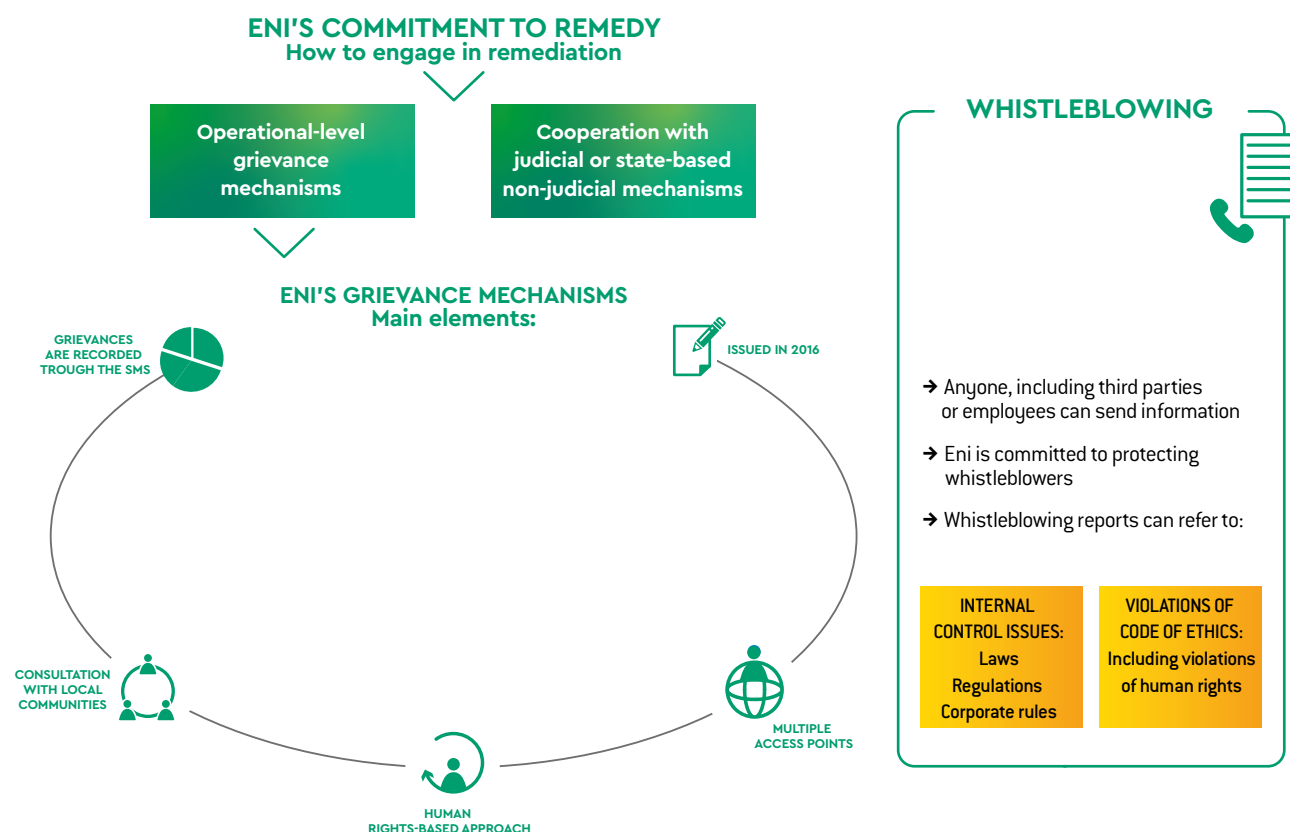 ENI'S COMMITMENT TO REMEDY
How to engage in remediation
Operational-level
grievance
mechanisms
Cooperation with
judicial or state-based
non-judicial mechanisms
ENI'S GRIEVANCE MECHANISMS
Main elements:
GRIEVANCES
ARE RECORDED
TROUGH THE SMS
ISSUED IN 2016
CONSULTATION
WITH LOCAL
COMMUNITIES
MULTIPLE
ACCESS POINTS
HUMAN
RIGHTS-BASED APPROACH
WHISTLEBLOWING
→ Anyone, including third parties
or employees can send information
→ Eni is committed to protecting
whistleblowers
→ Whistleblowing reports can refer to:
INTERNAL
CONTROL ISSUES:
Laws
Regulations
Corporate rules
VIOLATIONS OF
CODE OF ETHICS:
Including violations
of human rights